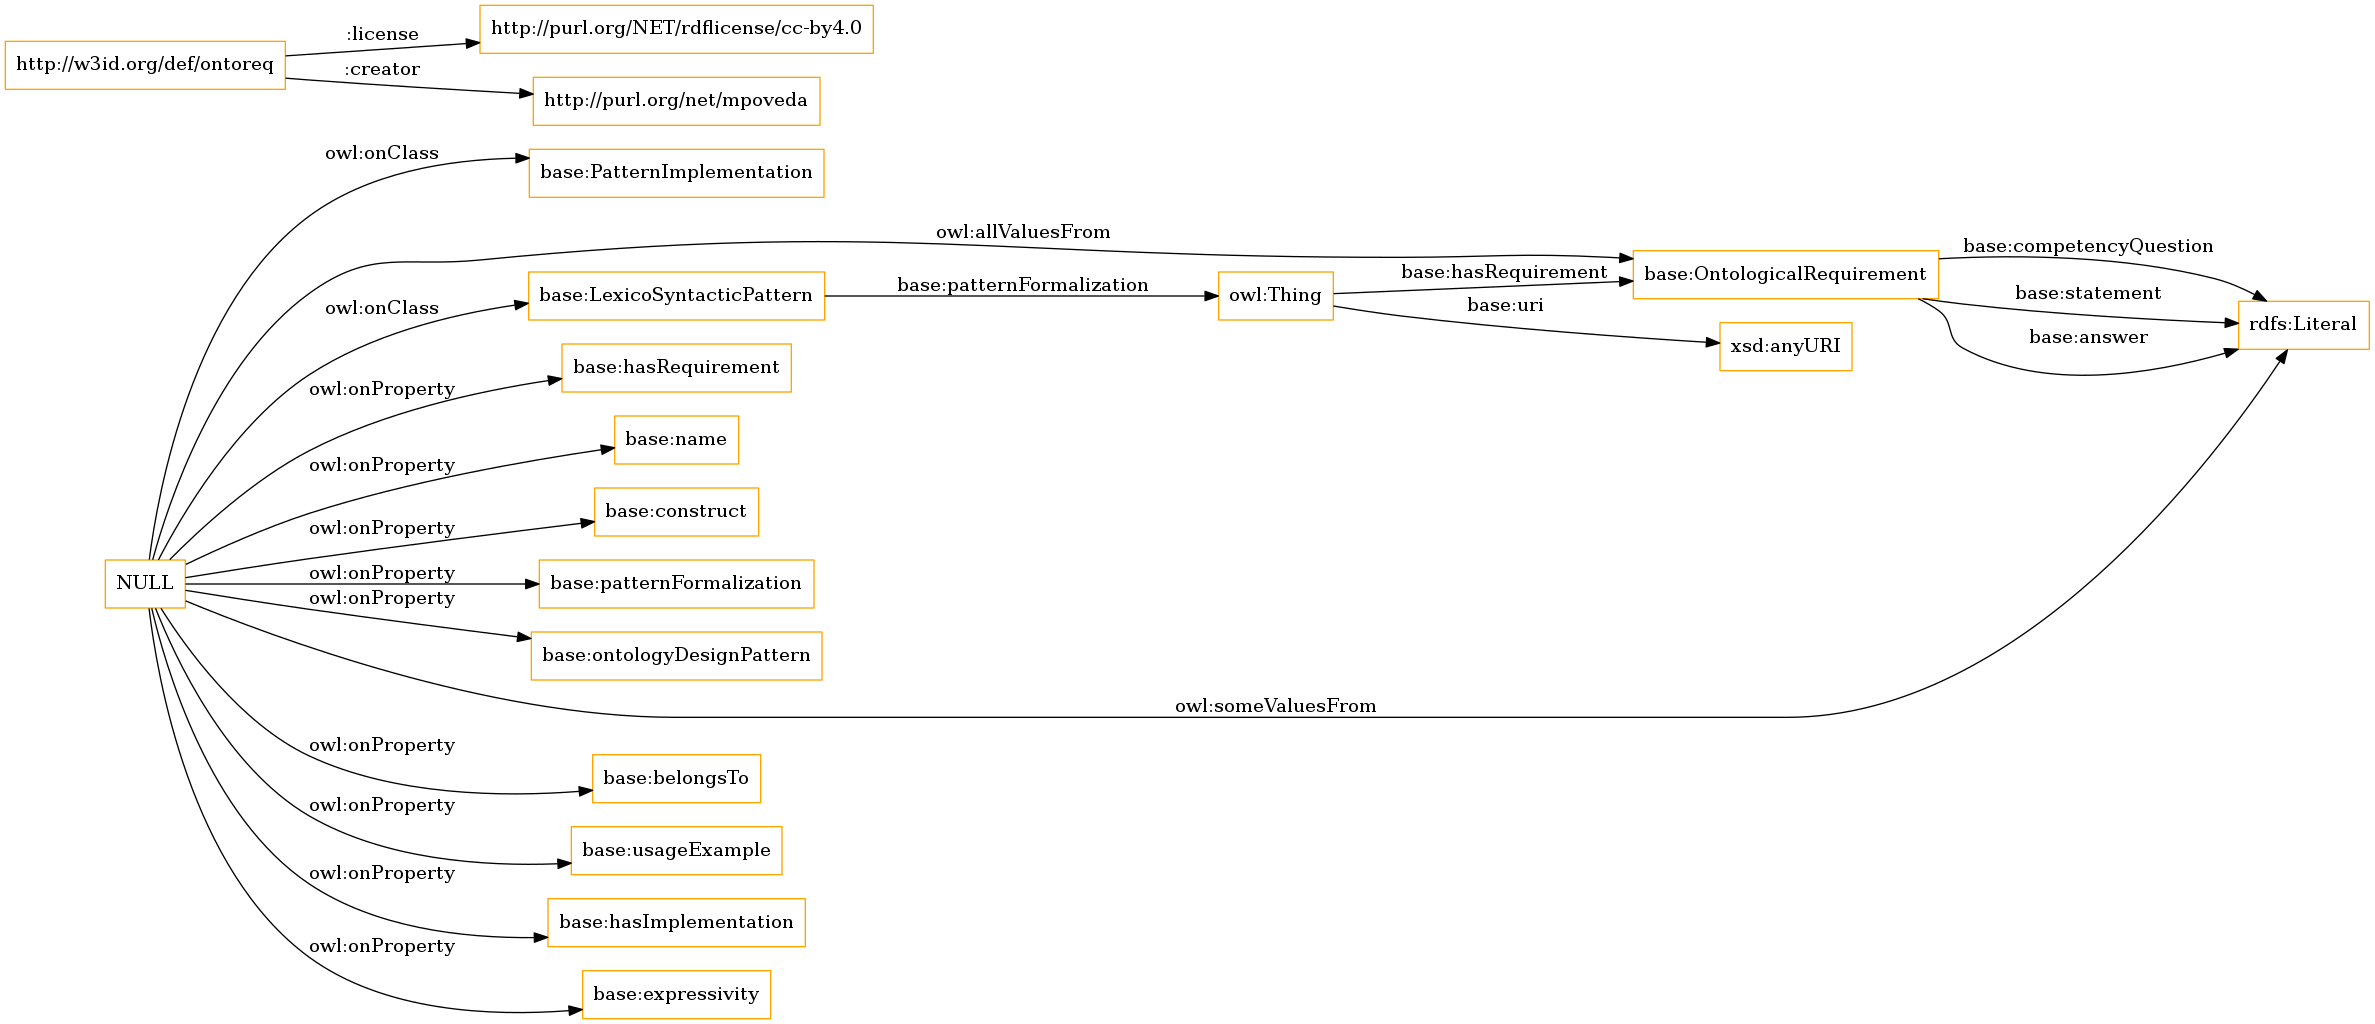 http://w3id.org/def/ontoreq
:license
http://purl.org/NET/rdflicense/cc-by4.0
:creator
http://purl.org/net/mpoveda
owl:onClass
base:PatternImplementation
owl:allValuesFrom
base:OntologicalRequirement
base:competencyQuestion
base:statement
base:answer
rdfs:Literal
owl:onClass
base:LexicoSyntacticPattern
base:patternFormalization
owl:Thing
base:hasRequirement
base:uri
xsd:anyURI
owl:onProperty
base:hasRequirement
owl:onProperty
base:name
owl:onProperty
base:construct
NULL
owl:onProperty
base:patternFormalization
owl:onProperty
base:ontologyDesignPattern
owl:someValuesFrom
owl:onProperty
base:belongsTo
owl:onProperty
base:usageExample
owl:onProperty
base:hasImplementation
owl:onProperty
base:expressivity